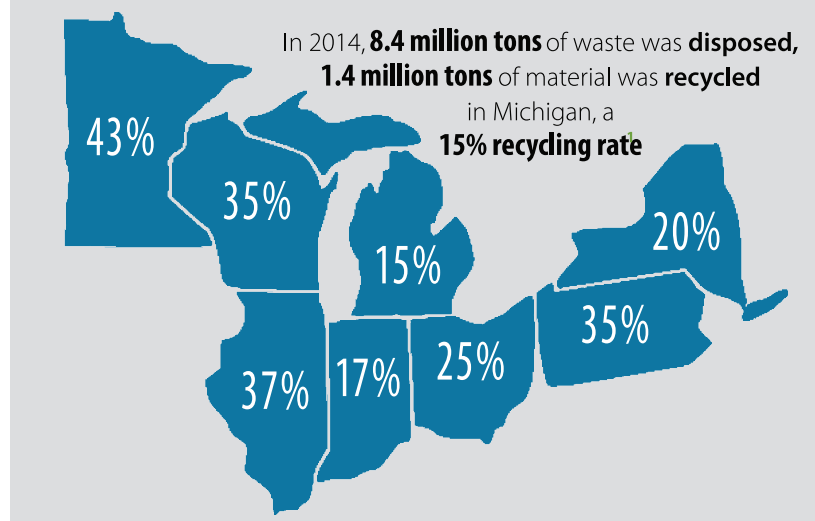 In 2014, 8.4 million tons of waste was disposed,
1.4 million tons of material was recycled
in Michigan, a
15% recycling rate1
43%
35%
15%
20%
35%
25%
17%
37%